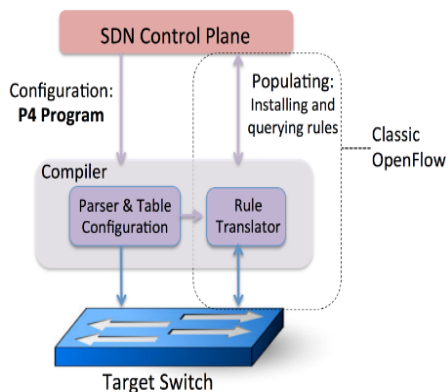 SDN Control Plane
Configuration:
P4 Program
Populating:
Installing and
querying rules
Classic
OpenFlow
Compiler
Parser & Table
Configuration
Rule
Translator
Target Switch